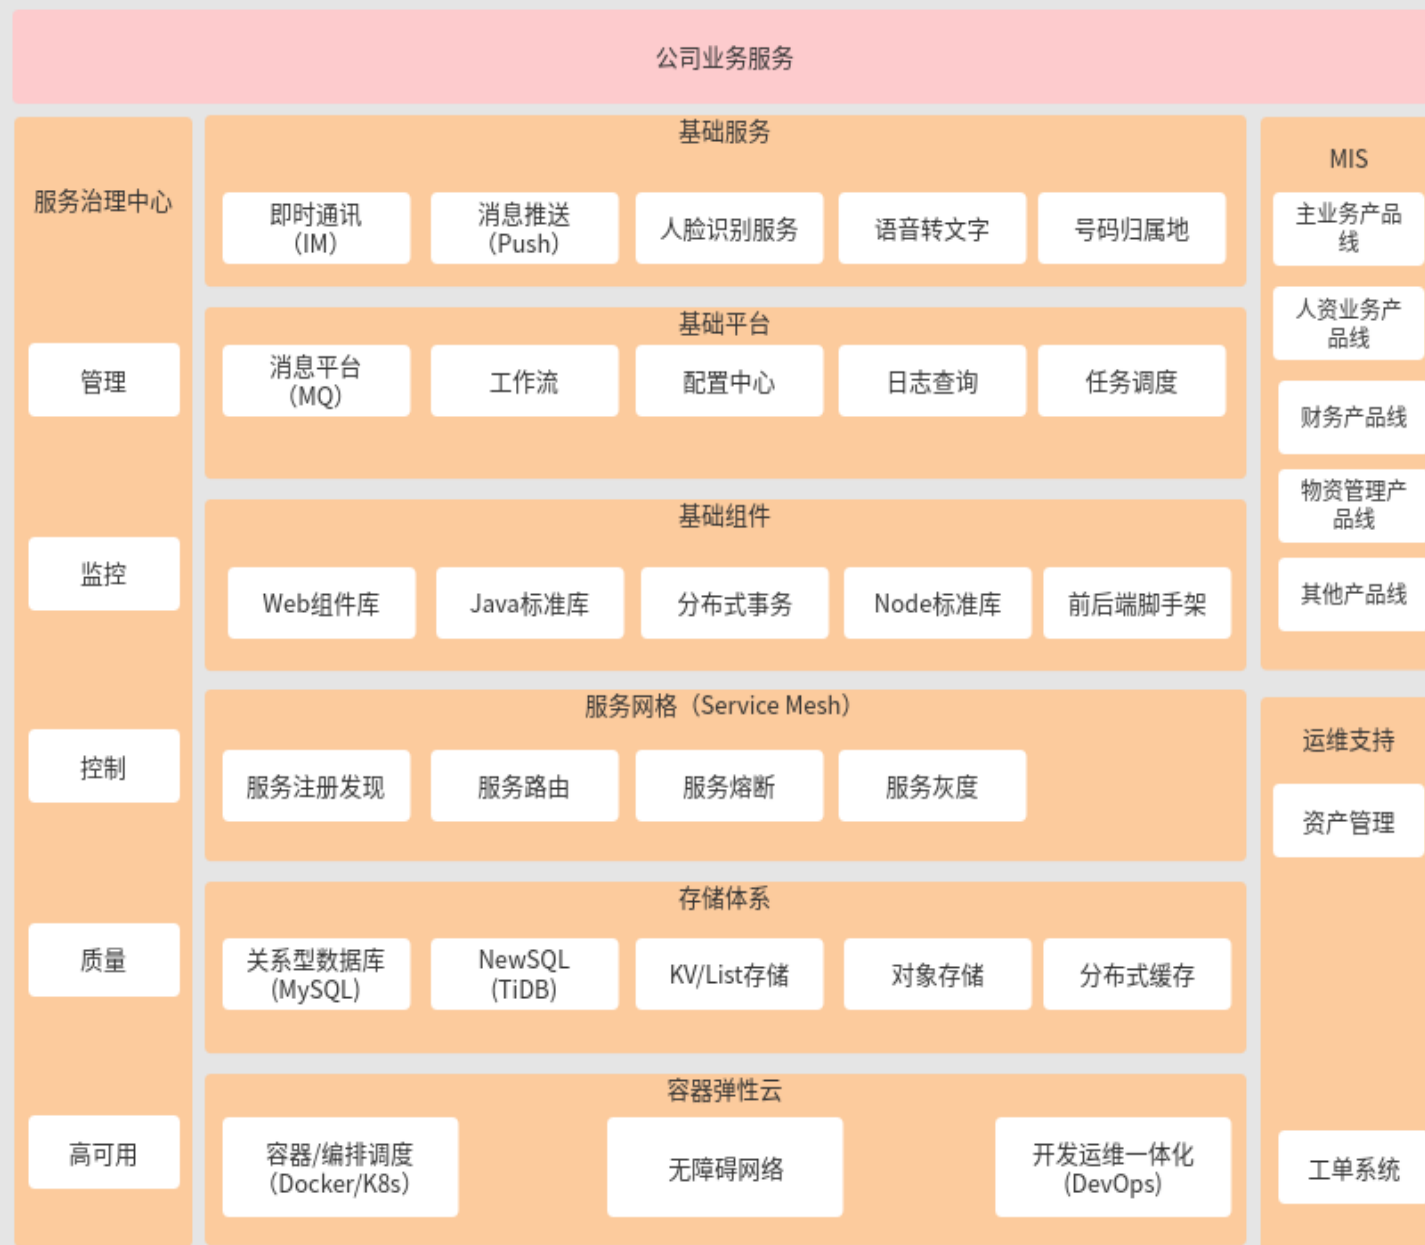 公司业务服务
服务治理中心
管理
监控
控制
质量
高可用
基础服务
即时通讯
（IM）
消息推送
（Push）
人脸识别服务
语音转文字
号码归属地
基础平台
消息平台
（MQ）
工作流
配置中心
日志查询
任务调度
基础组件
Web组件库
Java标准库
分布式事务
Node标准库
前后端脚手架
服务网格（Service Mesh）
服务注册发现
服务路由
服务熔断
服务灰度
存储体系
关系型数据库
(MySQL)
NewSQL
(TiDB)
KV/List存储
对象存储
分布式缓存
容器弹性云
容器/编排调度
（Docker/K8s）
无障碍网络
开发运维一体化
(DevOps)
MIS
主业务产品
线
人资业务产
品线
财务产品线
物资管理产
品线
其他产品线
运维支持
资产管理
工单系统